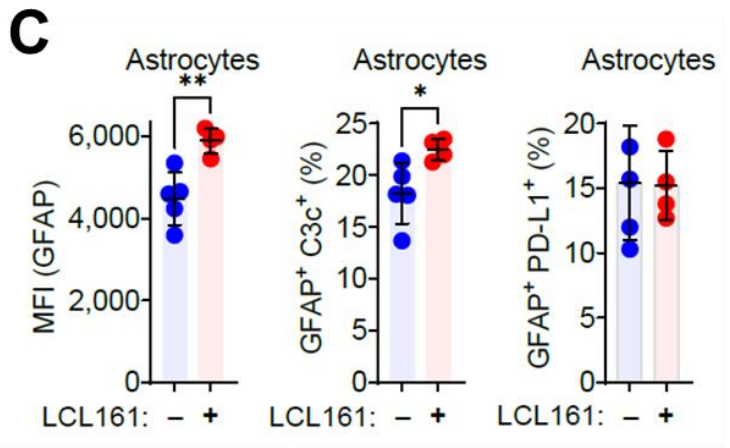 C
Astrocytes
**
MFI (GFAP)
6,000
4,000
2,000
0
LCL161: – +
Astrocytes
*
GFAP⁺ C3c⁺ (%)
25
20
15
10
5
0
LCL161: – +
Astrocytes
GFAP⁺ PD-L1⁺ (%)
20
15
10
5
0
LCL161: – +